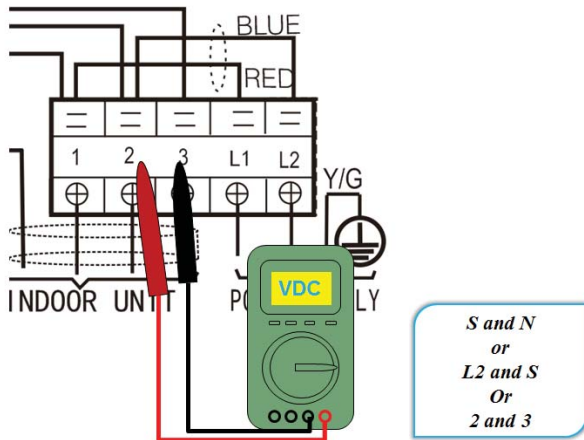 BLUE
RED
1 2 3 L1 L2
Y/G
INDOOR UNIT
VDC
S and N
or
L2 and S
Or
2 and 3